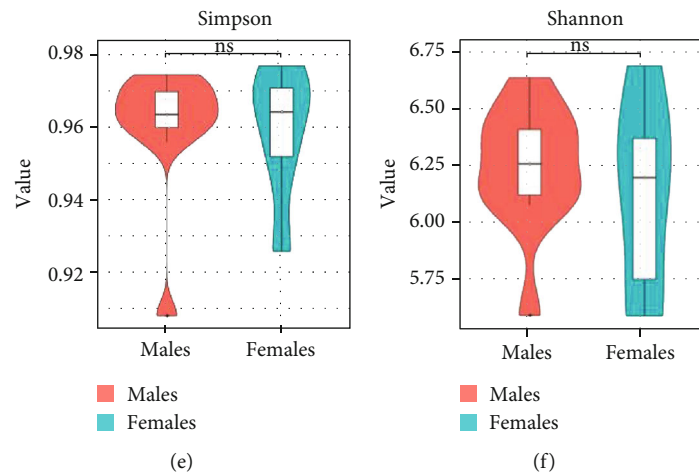 Simpson
ns
0.98
0.96
0.94
0.92
Value
Males Females
Males
Females
(e)
Shannon
ns
6.75
6.50
6.25
6.00
5.75
Value
Males Females
Males
Females
(f)